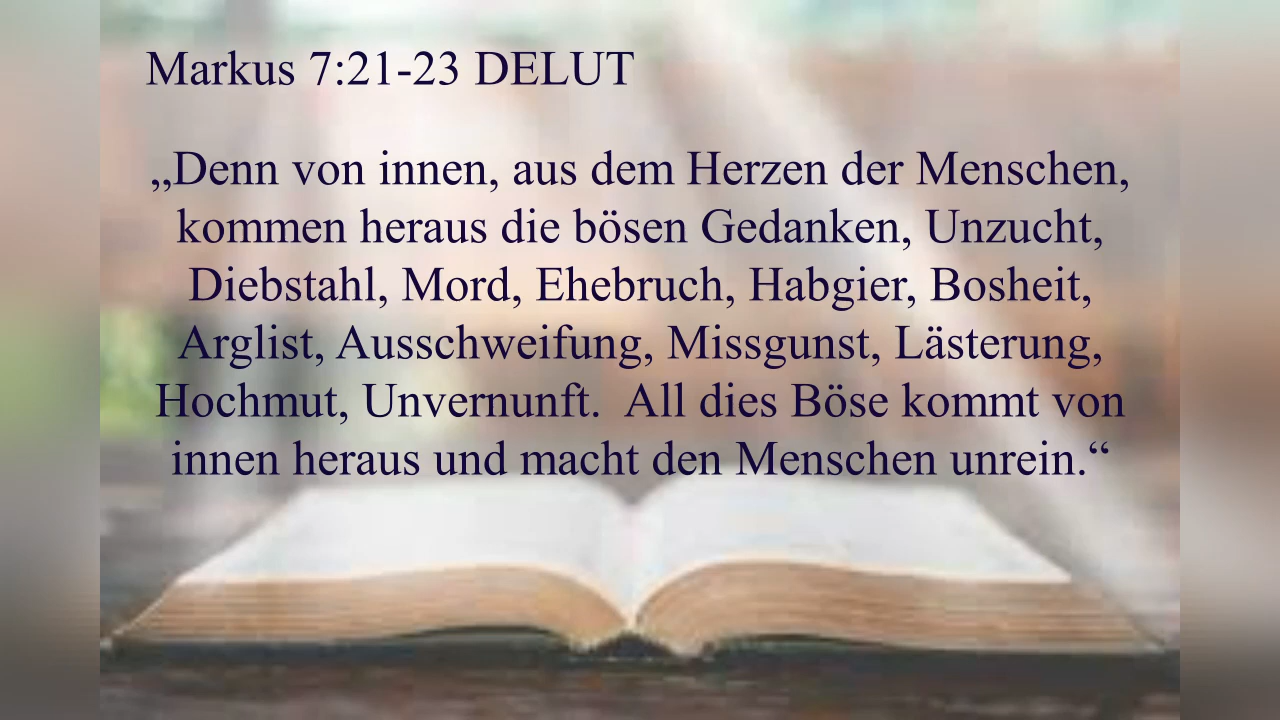 Markus 7:21-23 DELUT
„Denn von innen, aus dem Herzen der Menschen,
kommen heraus die bösen Gedanken, Unzucht,
Diebstahl, Mord, Ehebruch, Habgier, Bosheit,
Arglist, Ausschweifung, Missgunst, Lästerung,
Hochmut, Unvernunft.  All dies Böse kommt von
innen heraus und macht den Menschen unrein.“